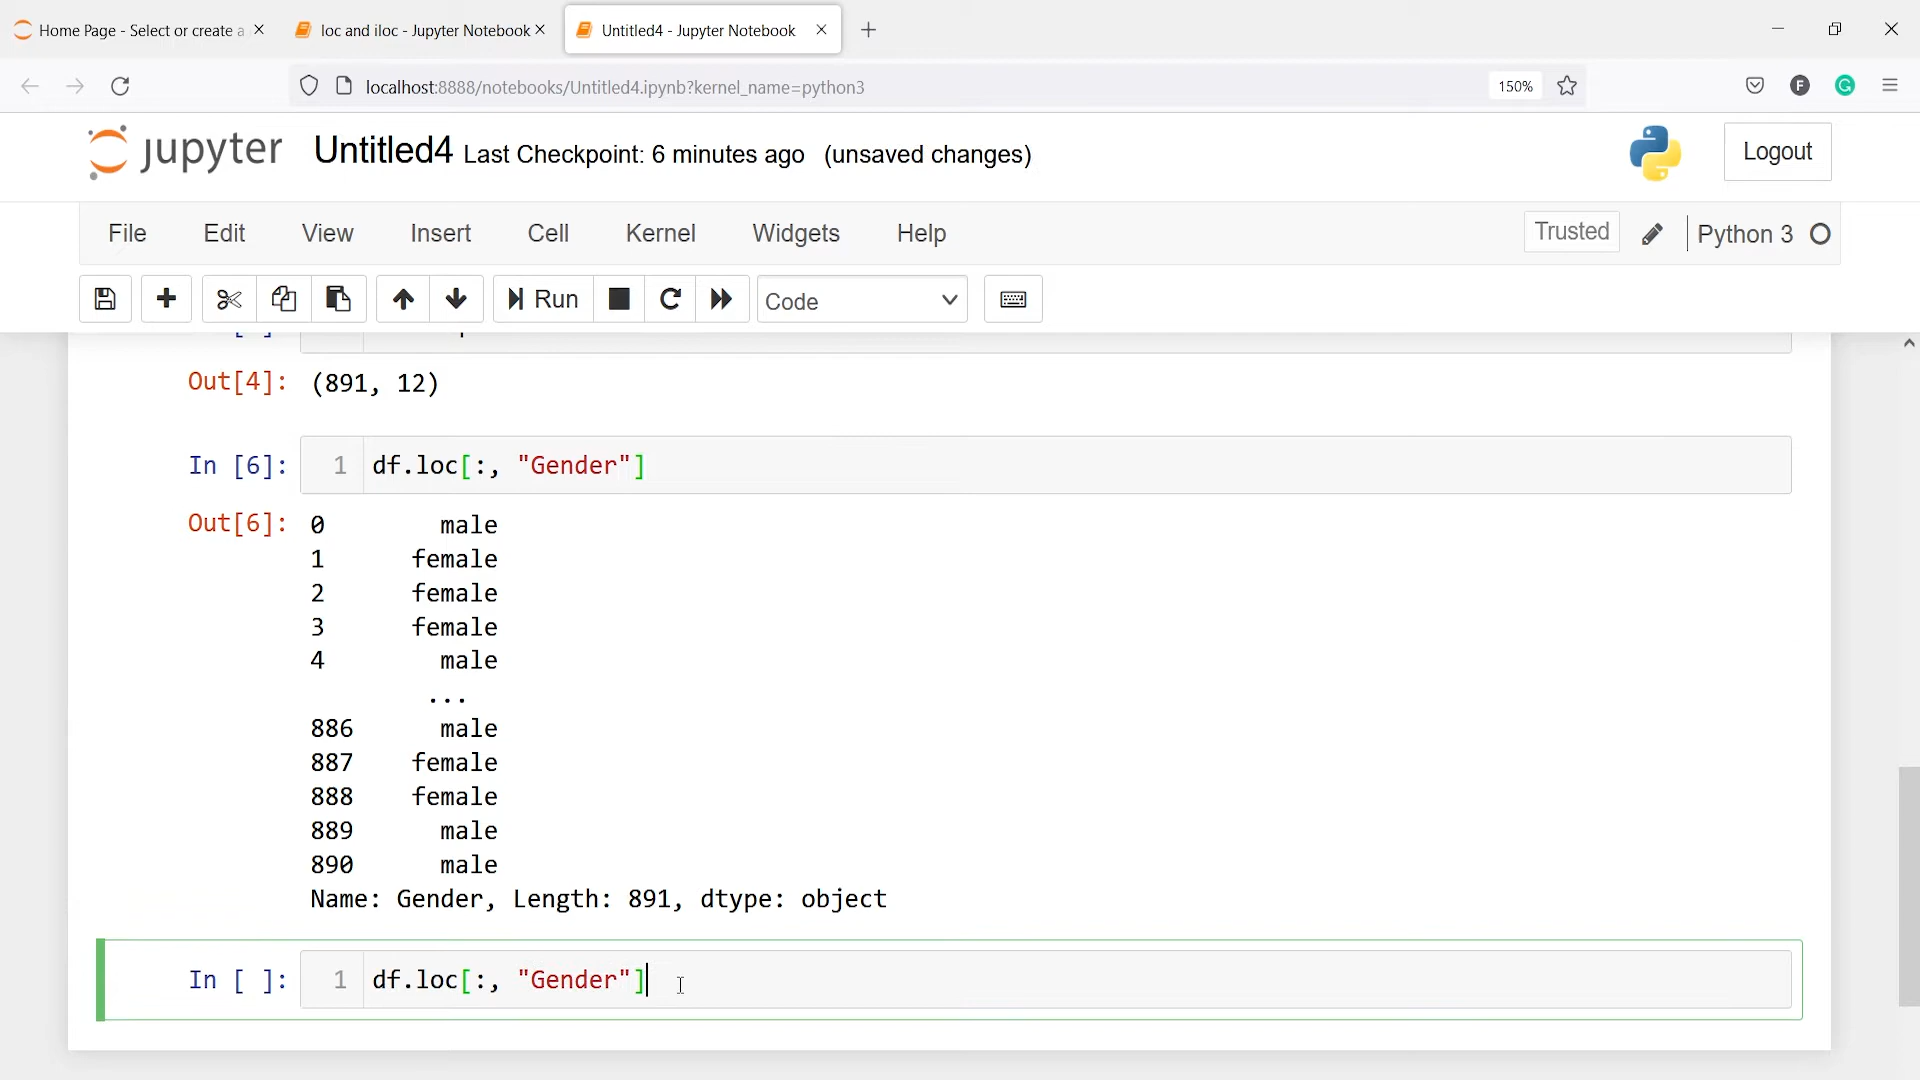 Home Page - Select or create a
loc and iloc - Jupyter Notebook
Untitled4 - Jupyter Notebook
localhost:8888/notebooks/Untitled4.ipynb?kernel_name=python3
150%
F
G
jupyter Untitled4 Last Checkpoint: 6 minutes ago (unsaved changes)
Logout
File Edit View Insert Cell Kernel Widgets Help
Trusted
Python 3
Run
Code
Out[4]: (891, 12)
In [6]: 1 df.loc[:, "Gender"]
Out[6]: 0 male
1 female
2 female
3 female
4 male
...
886 male
887 female
888 female
889 male
890 male
Name: Gender, Length: 891, dtype: object
In [ ]: 1 df.loc[:, "Gender"]